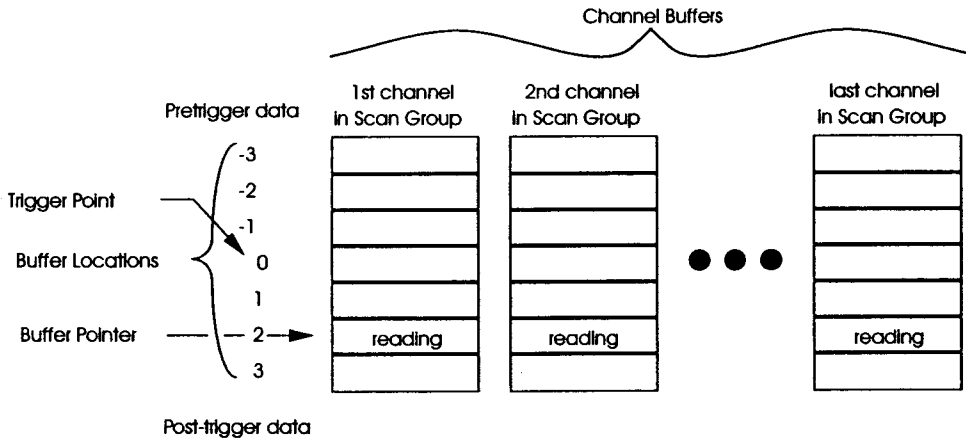 Channel Buffers
1st channel
in Scan Group
2nd channel
in Scan Group
last channel
in Scan Group
Pretrigger data
-3
-2
Trigger Point
-1
Buffer Locations
0
1
Buffer Pointer
2
reading
reading
reading
3
Post-trigger data